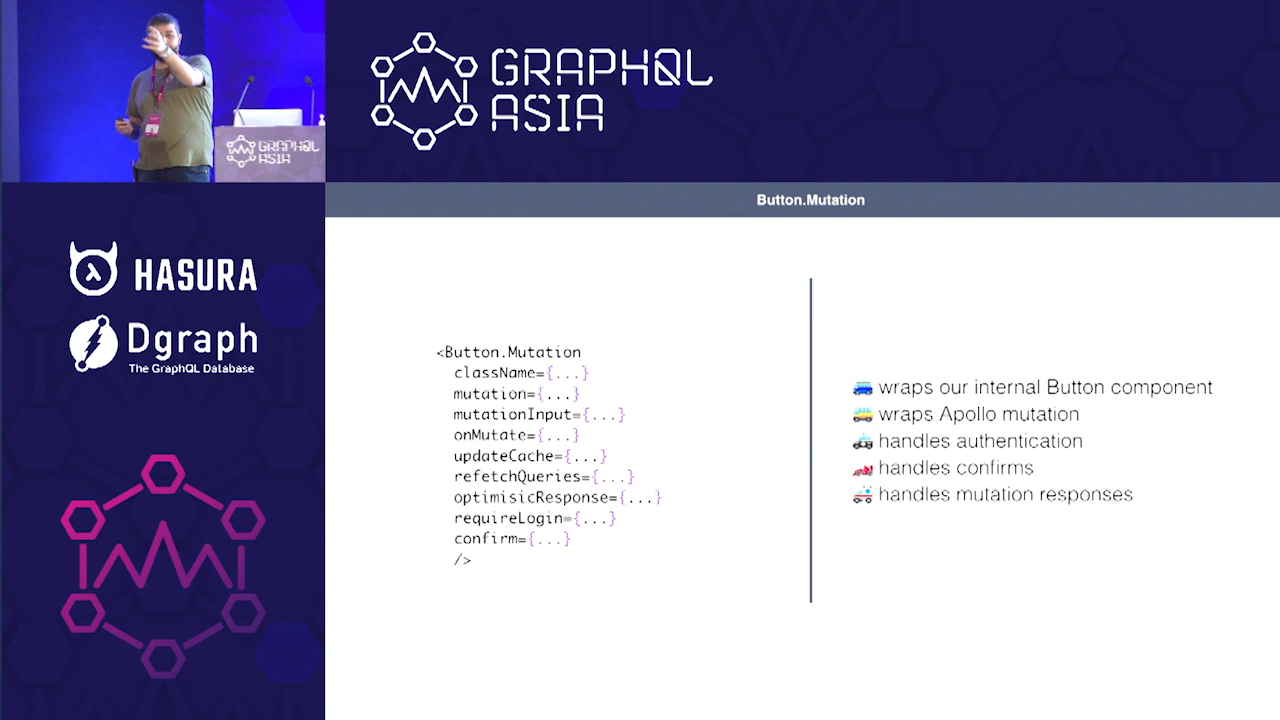 GRAPHQL
ASIA
GRAPHQL
ASIA
HASURA
Dgraph
The GraphQL Database
Button.Mutation
<Button.Mutation
className={...}
mutation={...}
mutationInput={...}
onMutate={...}
updateCache={...}
refetchQueries={...}
optimisicResponse={...}
requireLogin={...}
confirm={...}
/>
wraps our internal Button component
wraps Apollo mutation
handles authentication
handles confirms
handles mutation responses